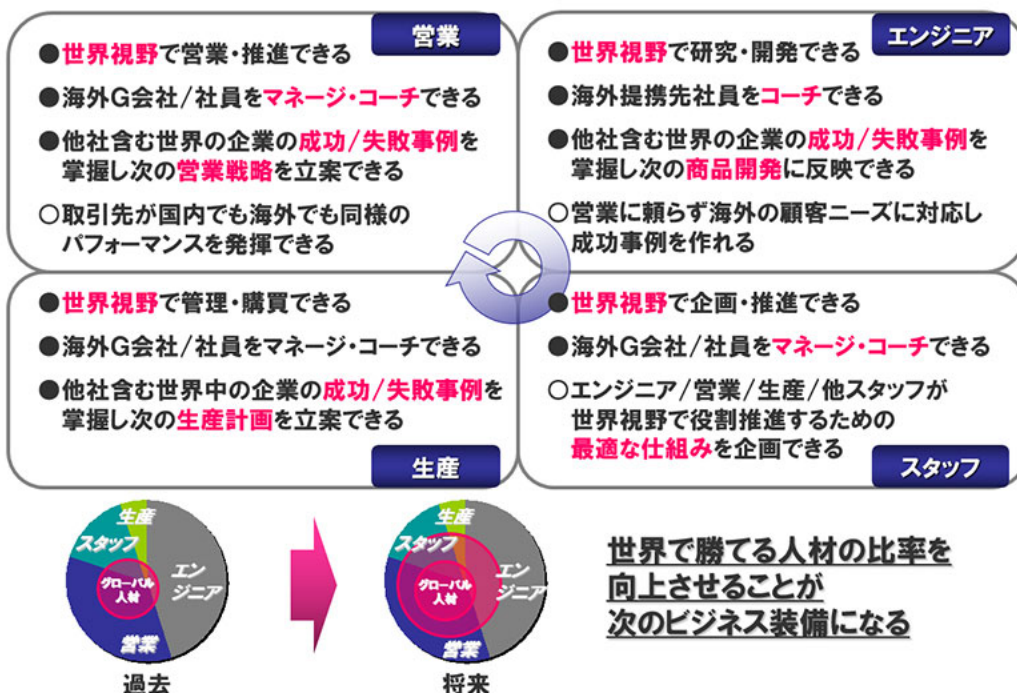 営業
●世界視野で営業・推進できる
●海外G会社/社員をマネージ・コーチできる
●他社含む世界の企業の成功/失敗事例を
掌握し次の営業戦略を立案できる
○取引先が国内でも海外でも同様の
パフォーマンスを発揮できる
エンジニア
●世界視野で研究・開発できる
●海外提携先社員をコーチできる
●他社含む世界の企業の成功/失敗事例を
掌握し次の商品開発に反映できる
○営業に頼らず海外の顧客ニーズに対応し
成功事例を作れる
●世界視野で管理・購買できる
●海外G会社/社員をマネージ・コーチできる
●他社含む世界中の企業の成功/失敗事例を
掌握し次の生産計画を立案できる
生産
●世界視野で企画・推進できる
●海外G会社/社員をマネージ・コーチできる
○エンジニア/営業/生産/他スタッフが
世界視野で役割推進するための
最適な仕組みを企画できる
スタッフ
生産
スタッフ
エン
ジニア
グローバル
人材
営業
過去
生産
スタッフ
エン
ジニア
グローバル
人材
営業
将来
世界で勝てる人材の比率を
向上させることが
次のビジネス装備になる